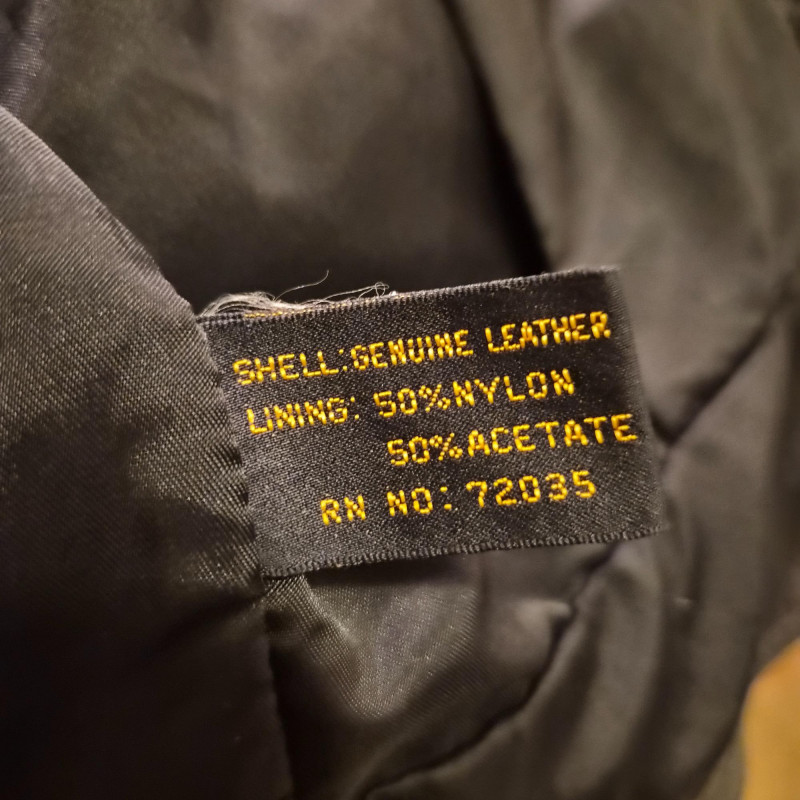 SHELL:GENUINE LEATHER
LINING: 50%NYLON
50%ACETATE
RN NO: 72035